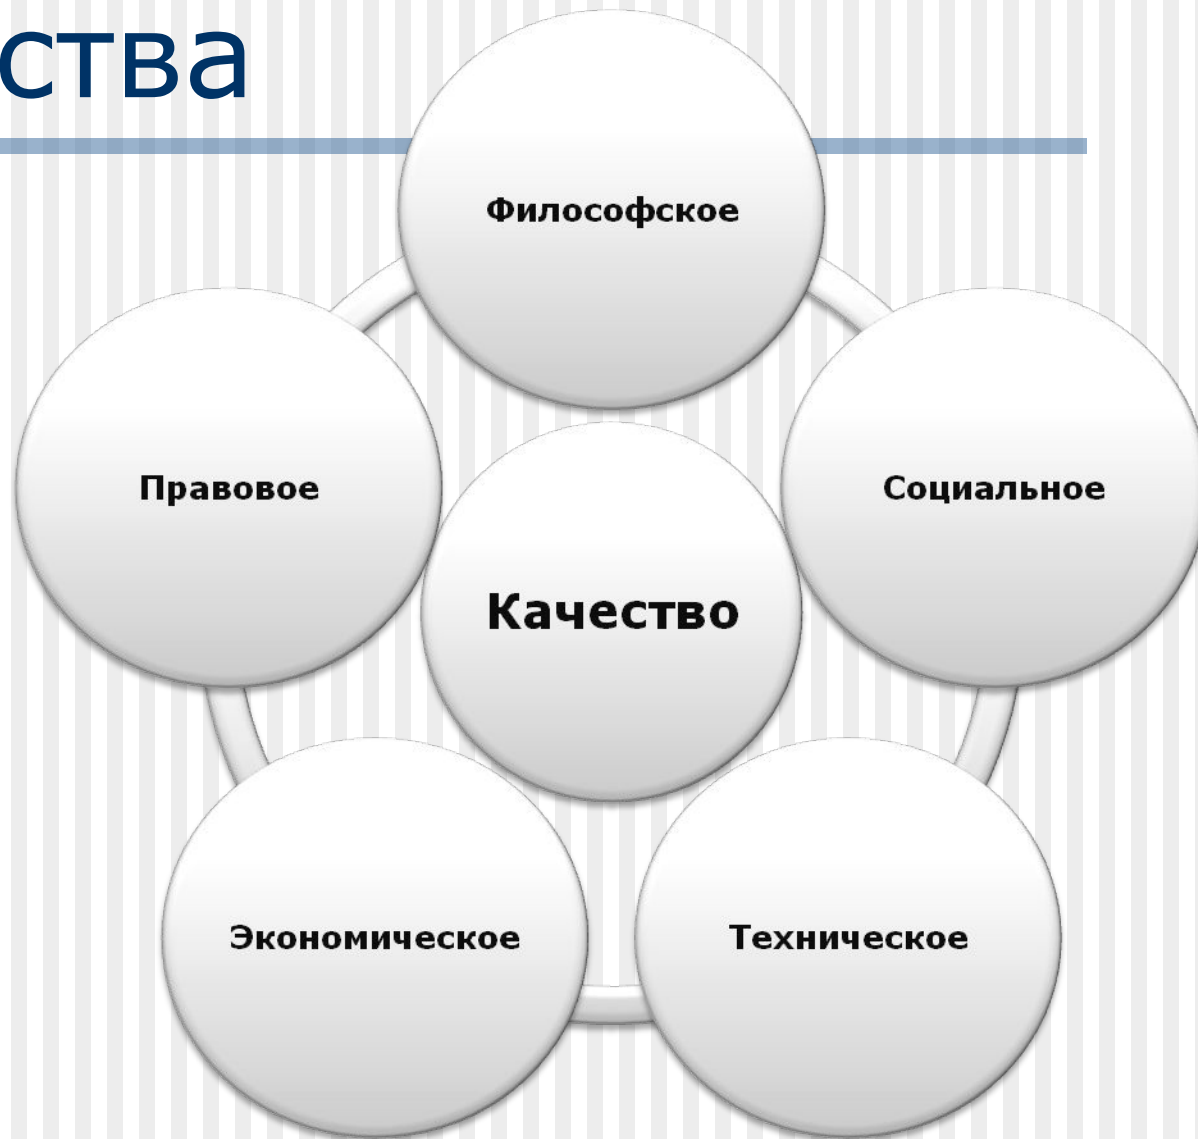 ства
Философское
Правовое
Социальное
Качество
Экономическое
Техническое